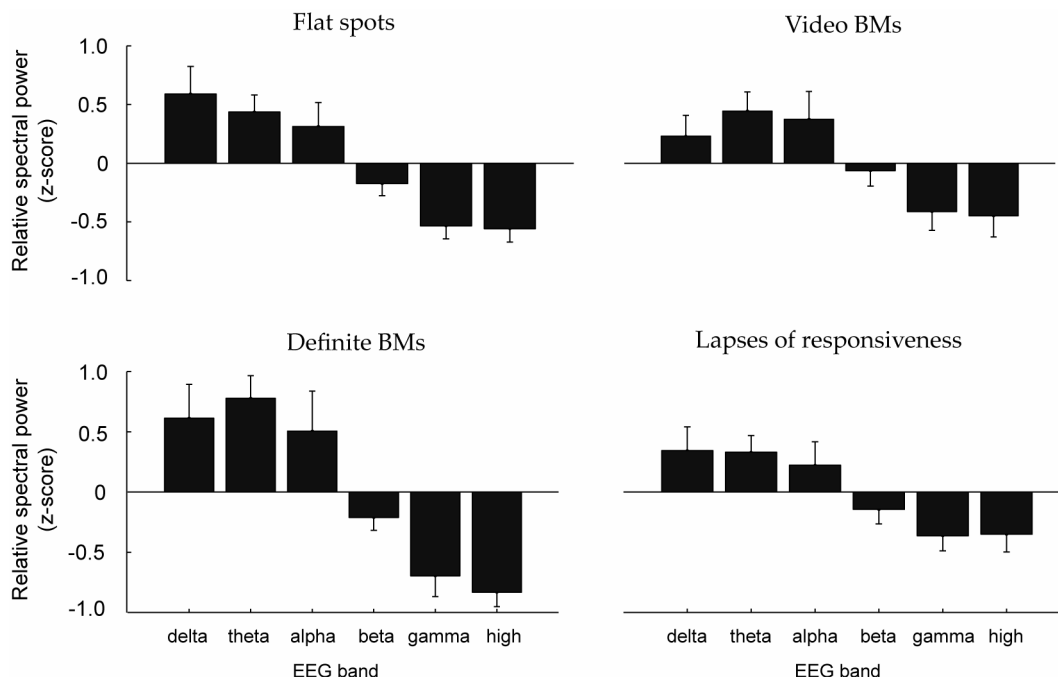 Flat spots
Relative spectral power
(z-score)
1.0
0.5
0
-0.5
-1.0
Video BMs
Definite BMs
Relative spectral power
(z-score)
1.0
0.5
0
-0.5
-1.0
delta theta alpha beta gamma high
EEG band
Lapses of responsiveness
delta theta alpha beta gamma high
EEG band